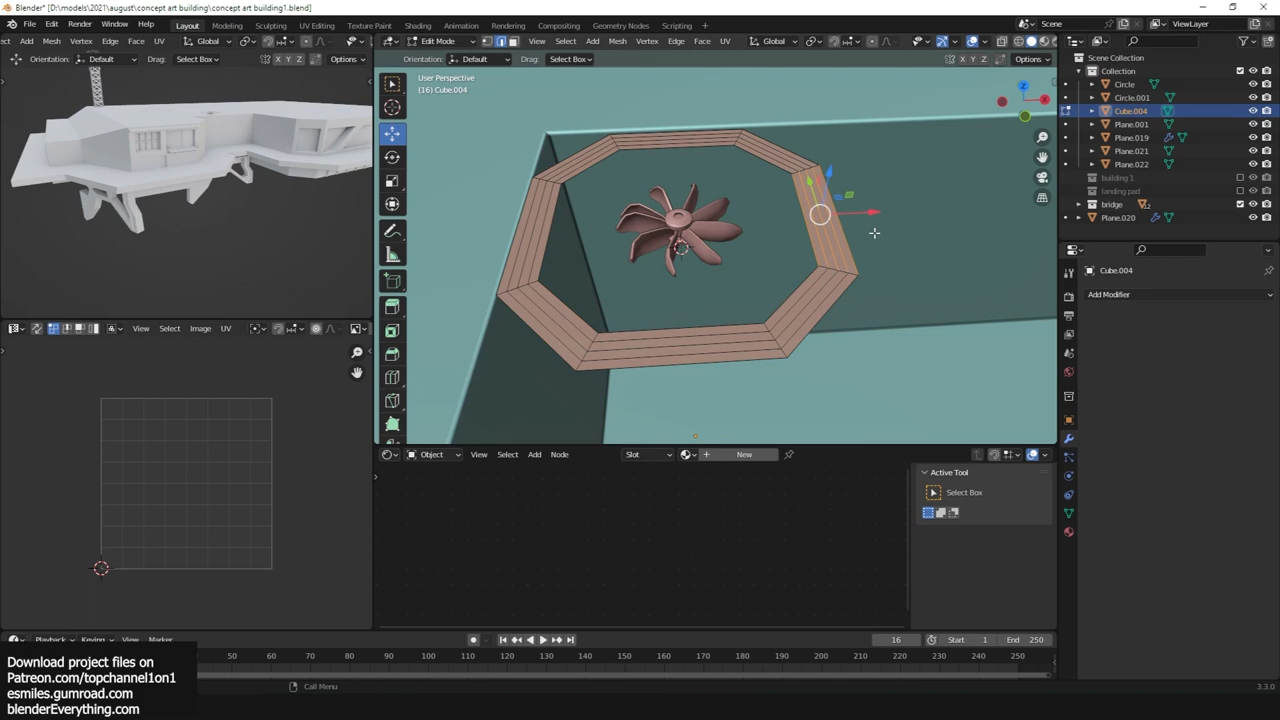 Blender* [D:\models\2021\august\concept art building\concept art building1.blend]
File Edit Render Window Help Layout Modeling Sculpting UV Editing Texture Paint Shading Animation Rendering Compositing Geometry Nodes Scripting + Scene ViewLayer
ect Add Mesh Vertex Edge Face UV Global
Edit Mode View Select Add Mesh Vertex Edge Face UV Global
Orientation: Default Drag: Select Box X Y Z Options
Orientation: Default Drag: Select Box X Y Z Options
User Perspective
(16) Cube.004
Z
X
Scene Collection
Collection
Circle
Circle.001
Cube.004
Plane.001
Plane.019
Plane.021
Plane.022
building 1
landing pad
bridge
Plane.020
Cube.004
Add Modifier
View Select Image UV
Object View Select Add Node Slot New
Active Tool
Select Box
Playback Keying View Marker
16 Start 1 End 250
50 60 70 80 90 100 110 120 130 140 150 160 170 180 190 200 210 220 230 240 250
Call Menu
3.3.0
Download project files on
Patreon.com/topchannel1on1
esmiles.gumroad.com
blenderEverything.com